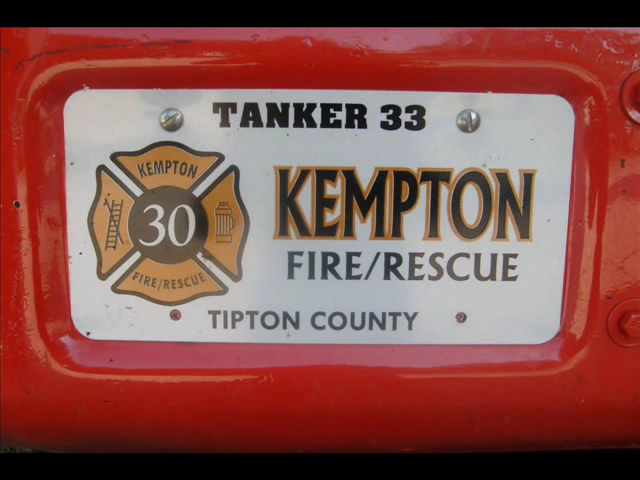 TANKER 33
KEMPTON
30
FIRE/RESCUE
KEMPTON
FIRE/RESCUE
TIPTON COUNTY